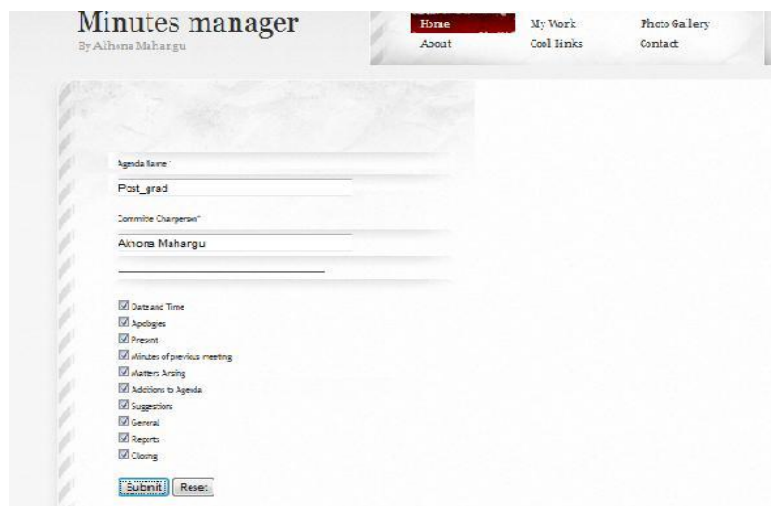 Minutes manager
By Alhona Mahargu
Home My Work Photo Gallery
About Cool Links Contact
Agenda Name *
Post_grad
Committe Chairperson*
Akhona Mahargu
Date and Time
Apologies
Present
Minutes of previous meeting
Matters Arising
Additions to Agenda
Suggestions
General
Reports
Closing
Submit Reset